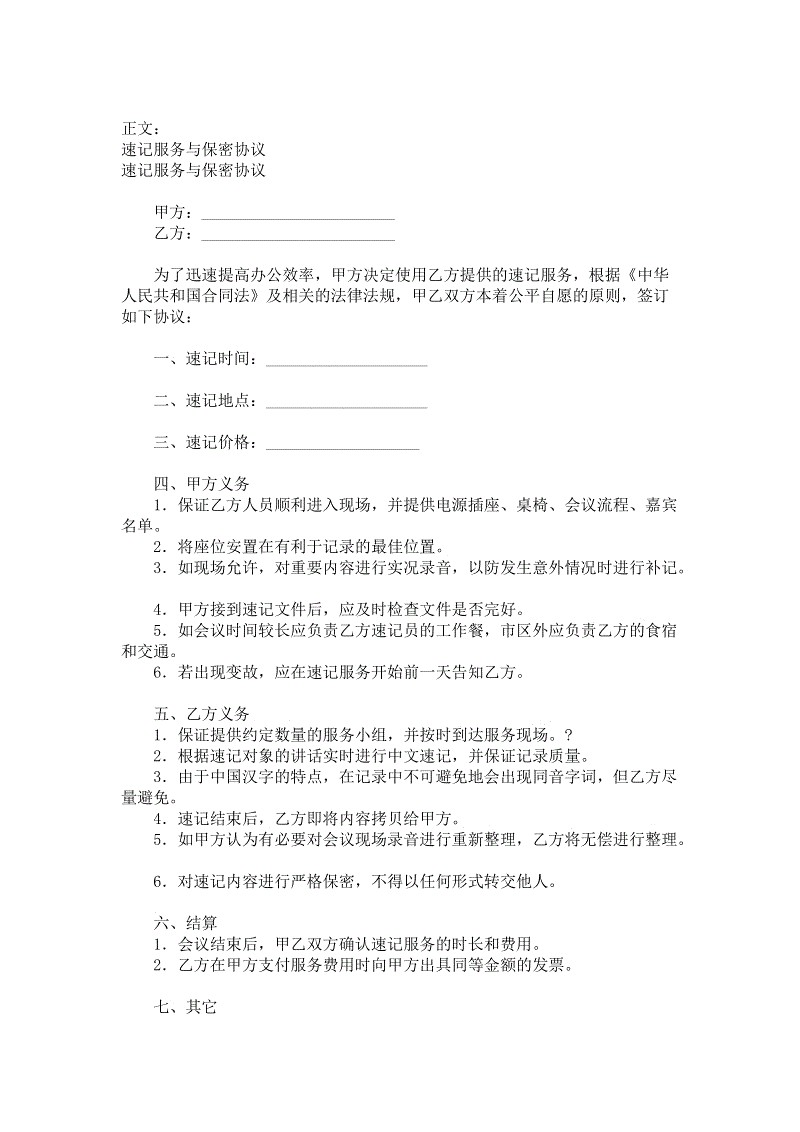 正文：
速记服务与保密协议
速记服务与保密协议
甲方：________________________
乙方：________________________
为了迅速提高办公效率，甲方决定使用乙方提供的速记服务，根据《中华
人民共和国合同法》及相关的法律法规，甲乙双方本着公平自愿的原则，签订
如下协议：
一、速记时间：____________________
二、速记地点：____________________
三、速记价格：___________________
四、甲方义务
1．保证乙方人员顺利进入现场，并提供电源插座、桌椅、会议流程、嘉宾
名单。
2．将座位安置在有利于记录的最佳位置。
3．如现场允许，对重要内容进行实况录音，以防发生意外情况时进行补记。
4．甲方接到速记文件后，应及时检查文件是否完好。
5．如会议时间较长应负责乙方速记员的工作餐，市区外应负责乙方的食宿
和交通。
6．若出现变故，应在速记服务开始前一天告知乙方。
五、乙方义务
1．保证提供约定数量的服务小组，并按时到达服务现场。?
2．根据速记对象的讲话实时进行中文速记，并保证记录质量。
3．由于中国汉字的特点，在记录中不可避免地会出现同音字词，但乙方尽
量避免。
4．速记结束后，乙方即将内容拷贝给甲方。
5．如甲方认为有必要对会议现场录音进行重新整理，乙方将无偿进行整理。
6．对速记内容进行严格保密，不得以任何形式转交他人。
六、结算
1．会议结束后，甲乙双方确认速记服务的时长和费用。
2．乙方在甲方支付服务费用时向甲方出具同等金额的发票。
七、其它